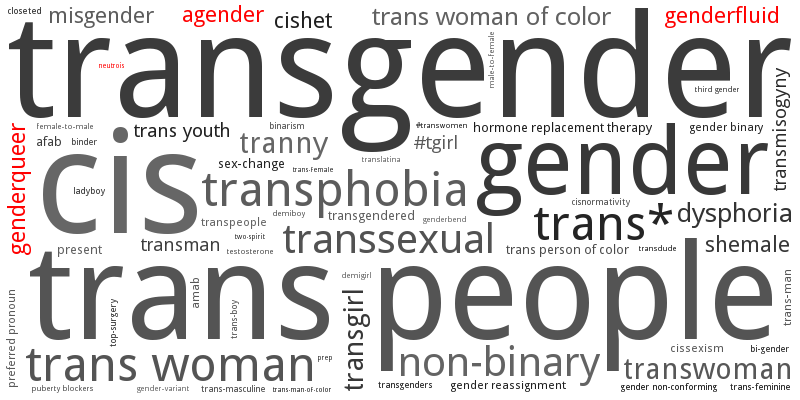 closeted
misgender
agender
cishet
trans woman of color
genderfluid
transgender
neutrois
male-to-female
third gender
transmisogyny
female-to-male
trans youth
binarism
#transwomen
hormone replacement therapy
gender binary
genderqueer
afab
binder
tranny
#tgirl
cis
sex-change
translatina
gender
trans-Female
ladyboy
transphobia
cisnormativity
demiboy
transgendered
genderbend
trans*
dysphoria
transpeople
two-spirit
transsexual
present
transman
testosterone
trans person of color
transdude
shemale
trans people
demigirl
amab
trans-boy
top-surgery
transgirl
trans-man
preferred pronoun
trans woman
prep
non-binary
cissexism
bi-gender
transwoman
puberty blockers
gender-variant
trans-masculine
trans-man-of-color
transgenders
gender reassignment
gender non-conforming
trans-feminine